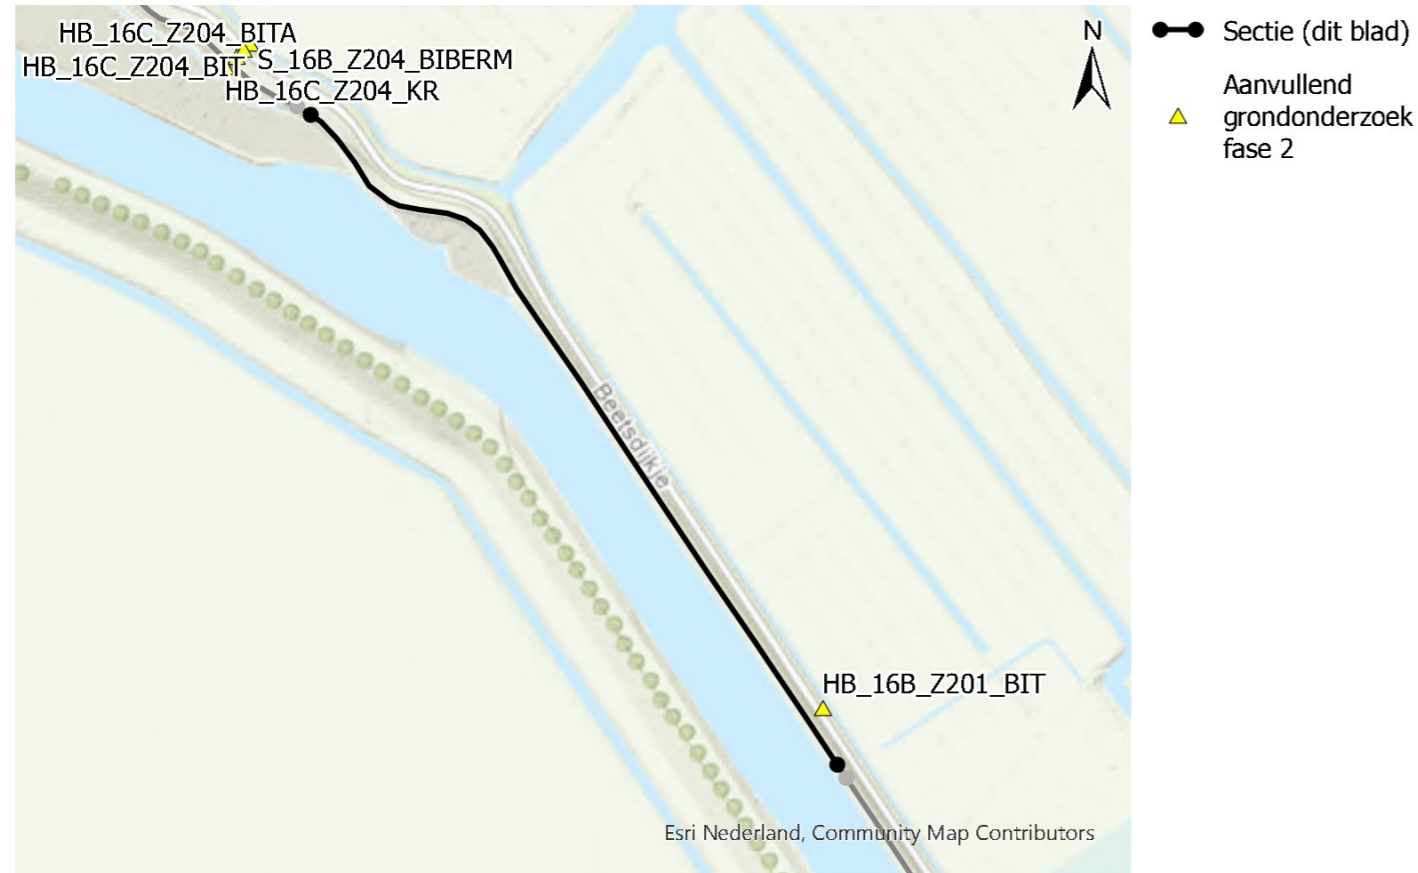 HB_16C_Z204_BITA
HB_16C_Z204_BIT
S_16B_Z204_BIBERM
HB_16C_Z204_KR
N
Beetsdijkje
HB_16B_Z201_BIT
Esri Nederland, Community Map Contributors
Sectie (dit blad)
Aanvullend
grondonderzoek
fase 2